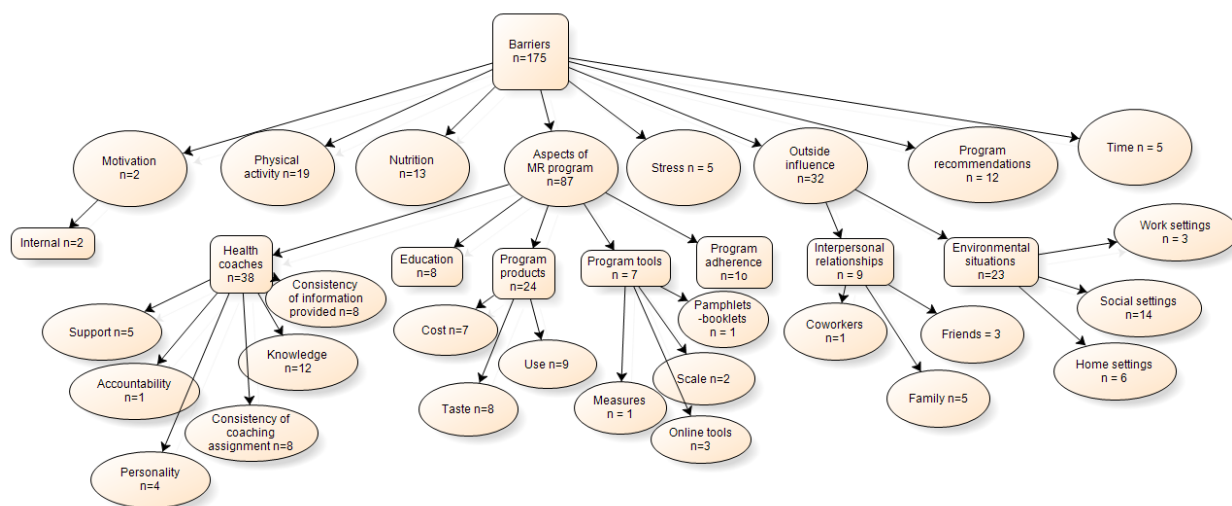 Barriers
n=175
Motivation
n=2
Physical
activity n=19
Nutrition
n=13
Aspects of
MR program
n=87
Stress n = 5
Outside
influence
n=32
Program
recommendations
n = 12
Time n = 5
Internal n=2
Health
coaches
n=38
Education
n=8
Program
products
n=24
Program tools
n = 7
Program
adherence
n=1o
Interpersonal
relationships
n = 9
Environmental
situations
n=23
Work settings
n = 3
Consistency
of information
provided n=8
Support n=5
Accountability
n=1
Personality
n=4
Consistency of
coaching
assignment n=8
Knowledge
n=12
Cost n=7
Taste n=8
Use n=9
Measures
n = 1
Online tools
n=3
Scale n=2
Pamphlets
-booklets
n = 1
Coworkers
n=1
Family n=5
Friends = 3
Social settings
n=14
Home settings
n = 6